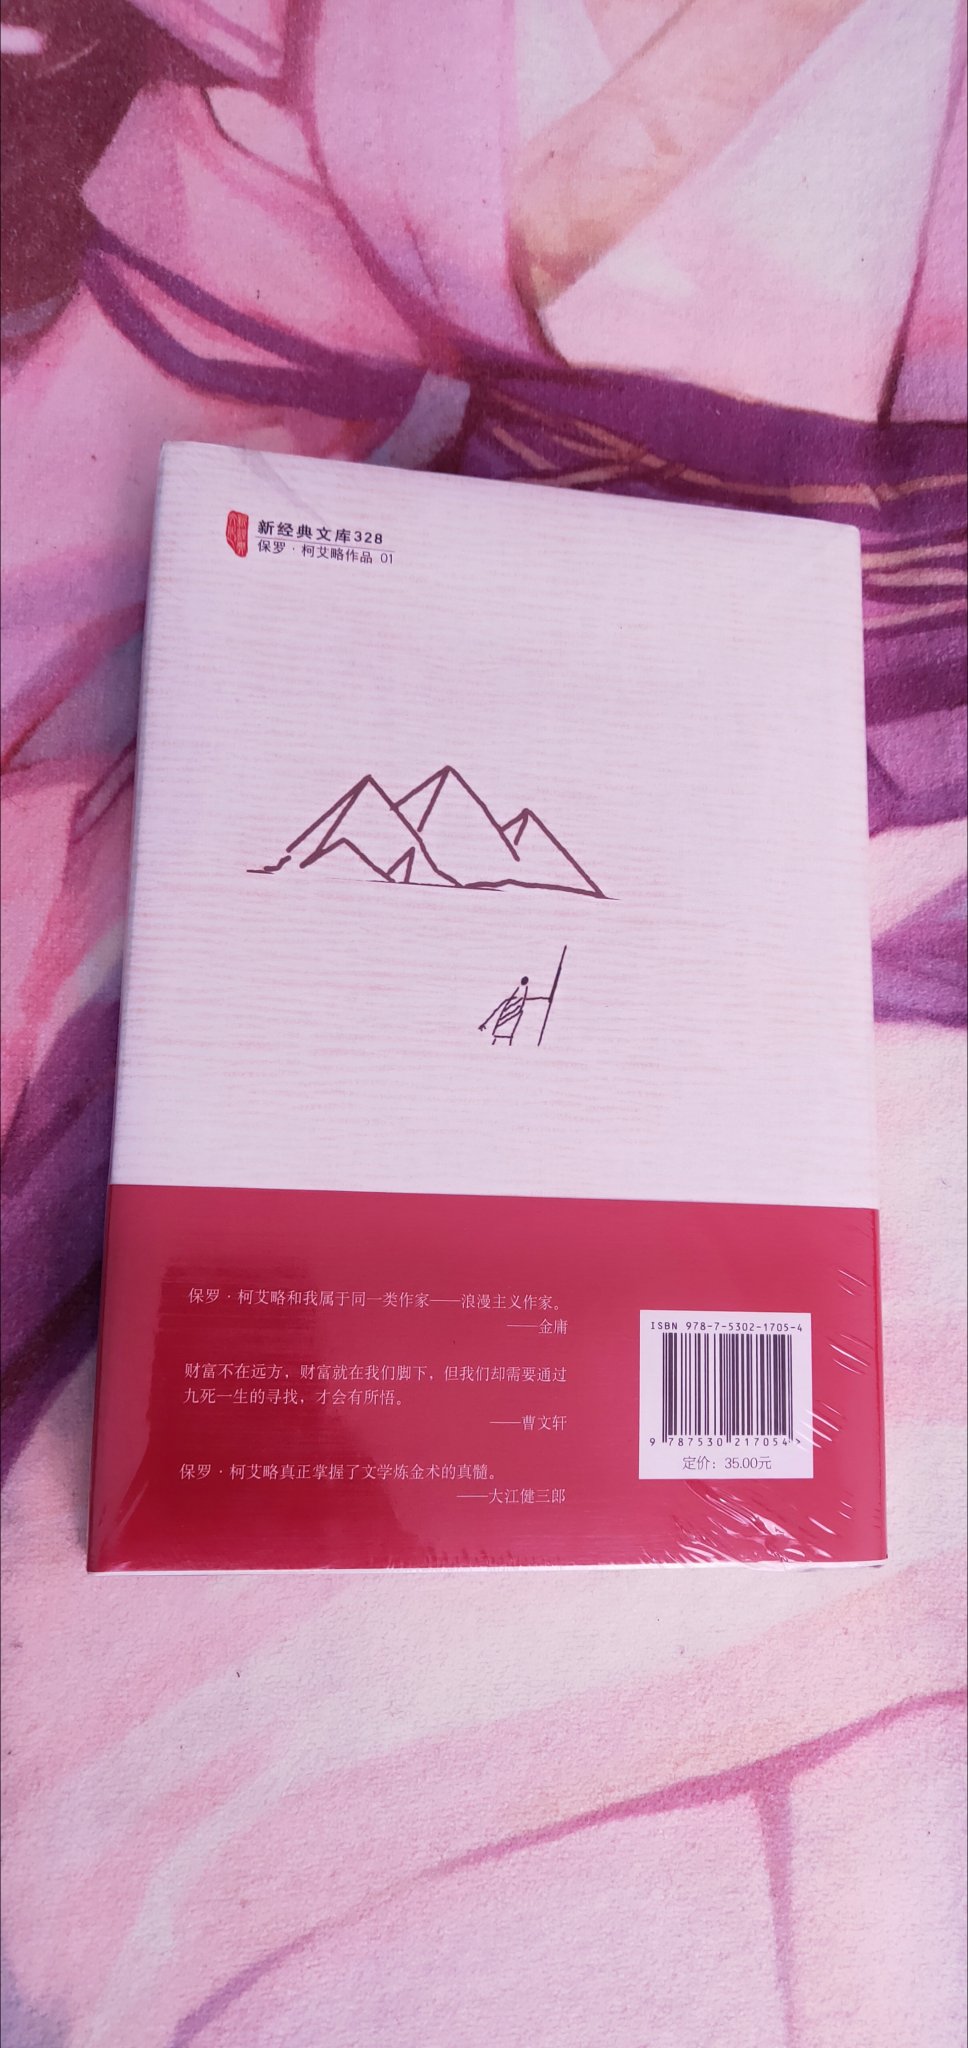 新经典文库328
保罗·柯艾略作品 01
保罗·柯艾略和我属于同一类作家——浪漫主义作家。
——金庸
财富不在远方，财富就在我们脚下，但我们却需要通过
九死一生的寻找，才会有所悟。
——曹文轩
保罗·柯艾略真正掌握了文学炼金术的真髓。
——大江健三郎
ISBN 978-7-5302-1705-4
9 787530 217054 >
定价：35.00元